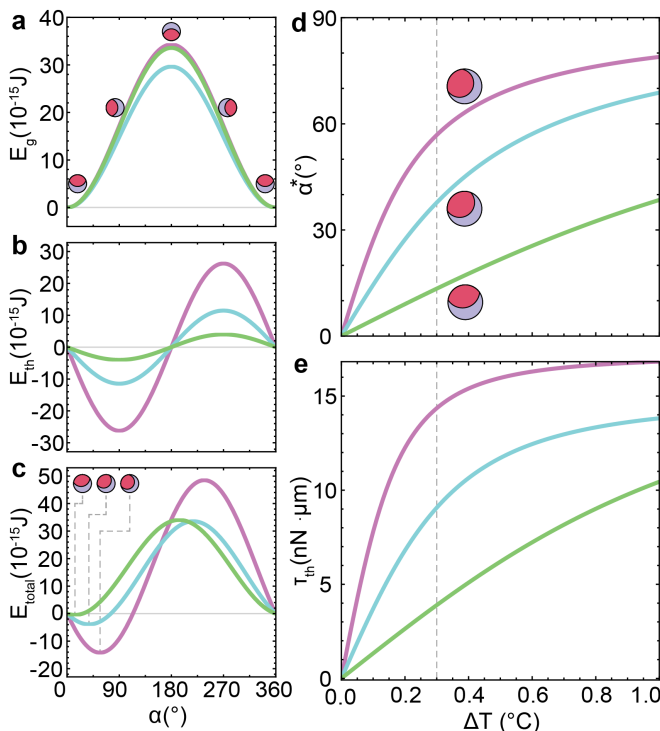 a
E_g(10^-15J)
40
30
20
10
0
b
E_th(10^-15J)
30
20
10
0
-10
-20
-30
c
E_total(10^-15J)
50
40
30
20
10
0
-10
-20
0 90 180 270 360
α(°)
d
α*(°)
90
60
30
0
e
τ_th(nN ·μm)
15
10
5
0
0.0 0.2 0.4 0.6 0.8 1.0
ΔT (°C)